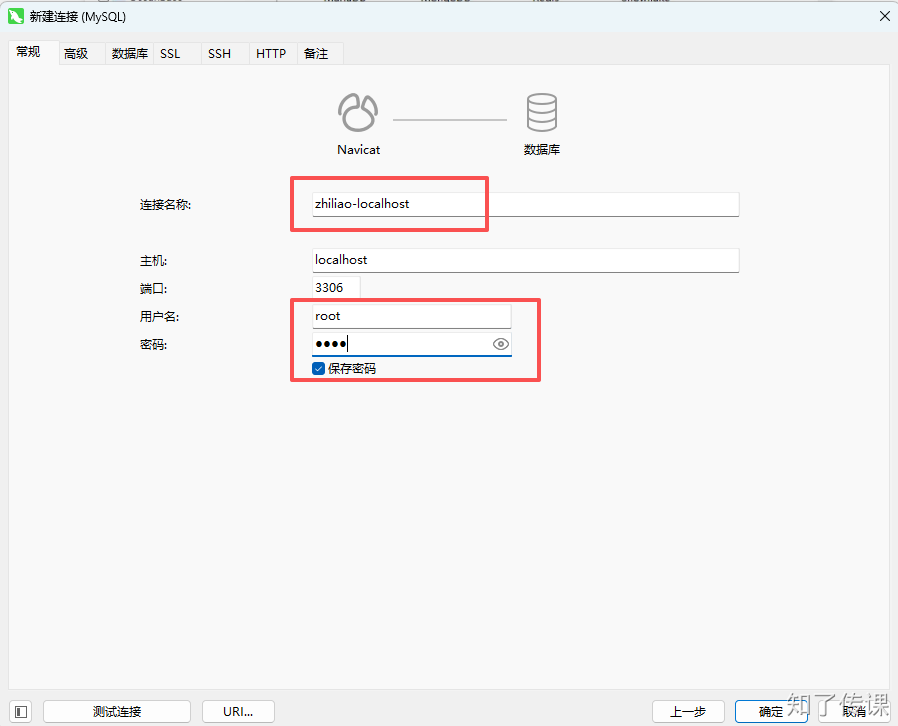 新建连接 (MySQL)
常规 高级 数据库 SSL SSH HTTP 备注
Navicat 数据库
连接名称: zhiliao-localhost
主机: localhost
端口: 3306
用户名: root
密码: ●●●●
保存密码
测试连接 URI... 上一步 确定 取消
知了传课